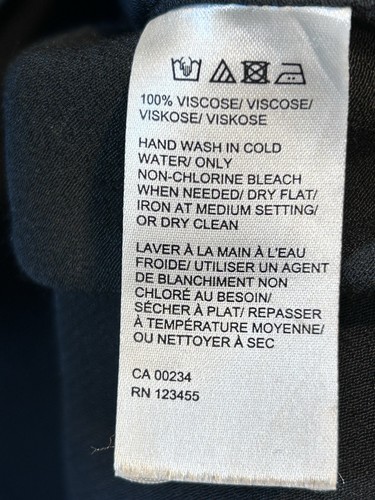 100% VISCOSE/ VISCOSE/
VISKOSE/ VISKOSE
HAND WASH IN COLD
WATER/ ONLY
NON-CHLORINE BLEACH
WHEN NEEDED/ DRY FLAT/
IRON AT MEDIUM SETTING/
OR DRY CLEAN
LAVER À LA MAIN À L'EAU
FROIDE/ UTILISER UN AGENT
DE BLANCHIMENT NON
CHLORÉ AU BESOIN/
SÉCHER À PLAT/ REPASSER
À TEMPÉRATURE MOYENNE/
OU NETTOYER À SEC
CA 00234
RN 123455